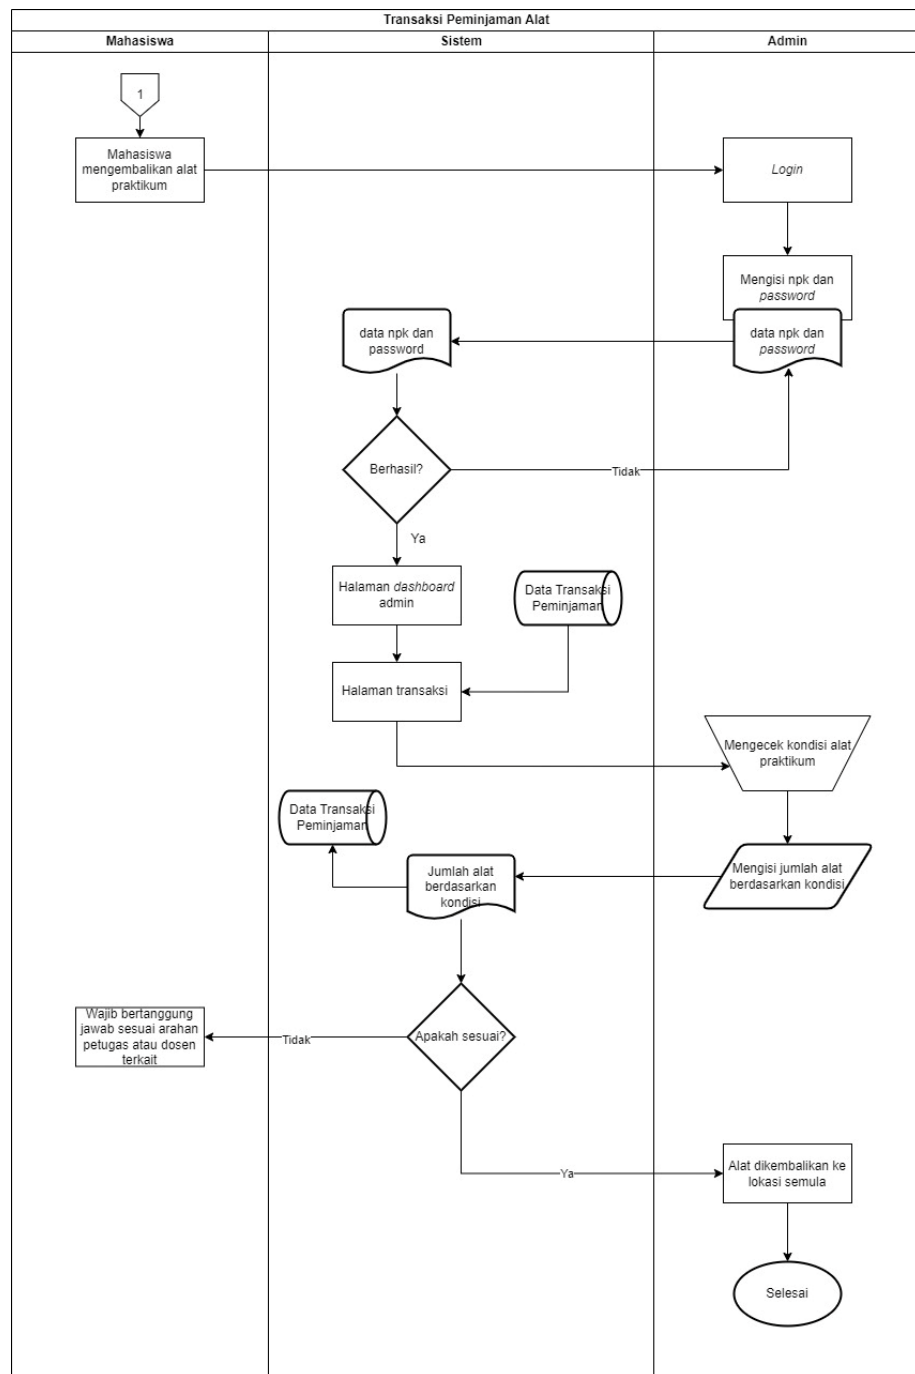 Transaksi Peminjaman Alat
Mahasiswa
Sistem
Admin
1
Mahasiswa
mengembalikan alat
praktikum
Login
Mengisi npk dan
password
data npk dan
password
data npk dan
password
Berhasil?
Tidak
Ya
Halaman dashboard
admin
Data Transaksi
Peminjaman
Halaman transaksi
Mengecek kondisi alat
praktikum
Data Transaksi
Peminjaman
Jumlah alat
berdasarkan
kondisi
Mengisi jumlah alat
berdasarkan kondisi
Wajib bertanggung
jawab sesuai arahan
petugas atau dosen
terkait
Tidak
Apakah sesuai?
Ya
Alat dikembalikan ke
lokasi semula
Selesai